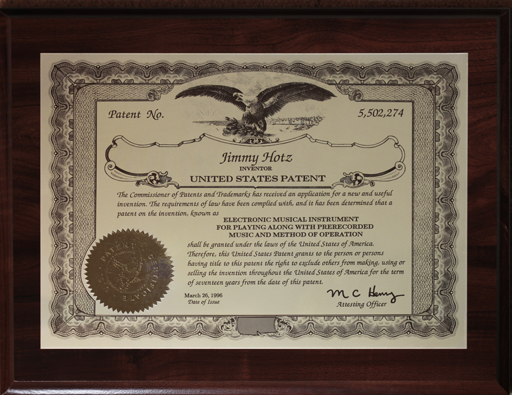 Patent No. 5,502,274
Jimmy Hotz
INVENTOR
UNITED STATES PATENT
The Commissioner of Patents and Trademarks has received an application for a new and useful
invention. The requirements of law have been complied with, and it has been determined that a
patent on the invention, known as
ELECTRONIC MUSICAL INSTRUMENT
FOR PLAYING ALONG WITH PRERECORDED
MUSIC AND METHOD OF OPERATION
shall be granted under the laws of the United States of America.
Therefore, this United States Patent grants to the person or persons
having title to this patent the right to exclude others from making, using or
selling the invention throughout the United States of America for the term
of seventeen years from the date of this patent.
March 26, 1996
Date of Issue
Attesting Officer